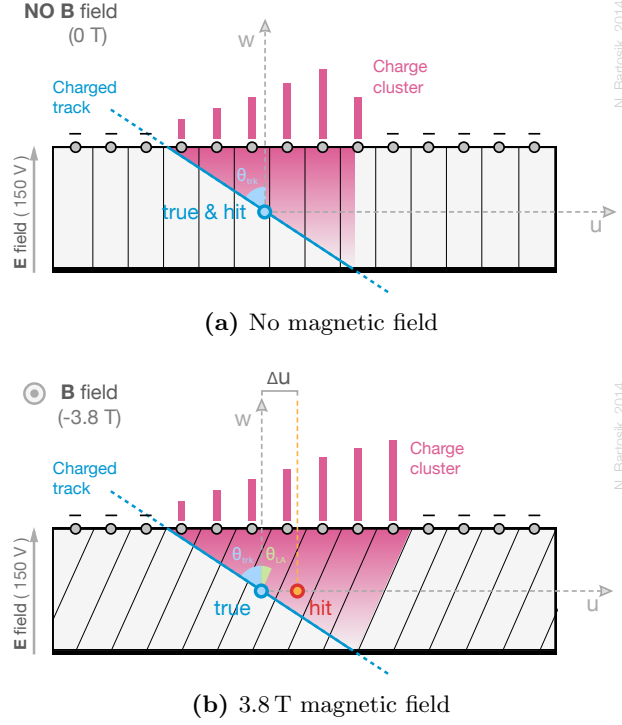 NO B field
(0 T)
w
Charged
track
Charge
cluster
θtrk
true & hit
u
E field ( 150 V )
N. Bartosik, 2014
(a) No magnetic field
B field
(-3.8 T)
Δu
w
Charged
track
Charge
cluster
θtrk
θLA
true
hit
u
E field ( 150 V )
N. Bartosik, 2014
(b) 3.8 T magnetic field